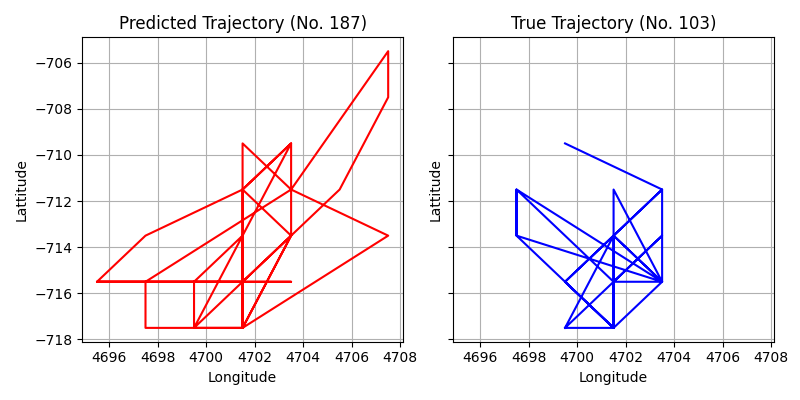 Predicted Trajectory (No. 187)
True Trajectory (No. 103)
Lattitude
−706
−708
−710
−712
−714
−716
−718
4696 4698 4700 4702 4704 4706 4708
Longitude
Lattitude
4696 4698 4700 4702 4704 4706 4708
Longitude